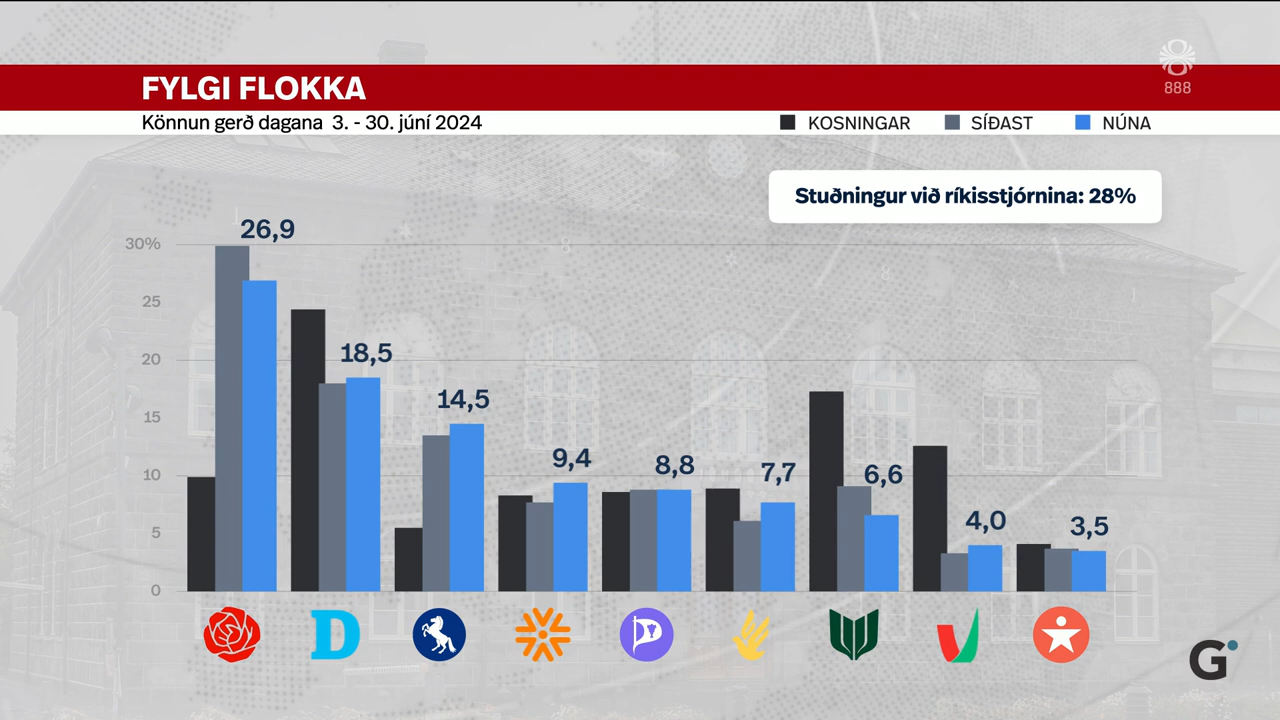 FYLGI FLOKKA
888
Könnun gerð dagana 3. - 30. júní 2024
KOSNINGAR SÍÐAST NÚNA
Stuðningur við ríkisstjórnina: 28%
30%
25
20
15
10
5
0
26,9
18,5
14,5
9,4
8,8
7,7
6,6
4,0
3,5
D
P
V
G